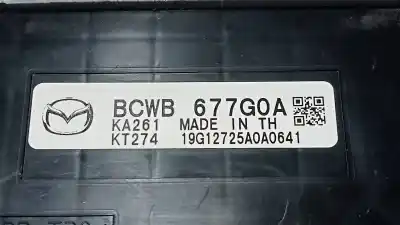 BCWB 677G0A
KA261 MADE IN TH
KT274 19G12725A0A0641